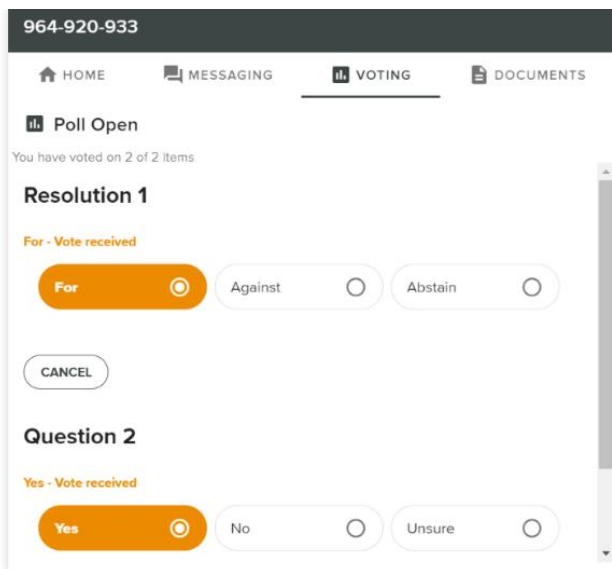 964-920-933
HOME MESSAGING VOTING DOCUMENTS
Poll Open
You have voted on 2 of 2 items
Resolution 1
For - Vote received
For Against Abstain
CANCEL
Question 2
Yes - Vote received
Yes No Unsure